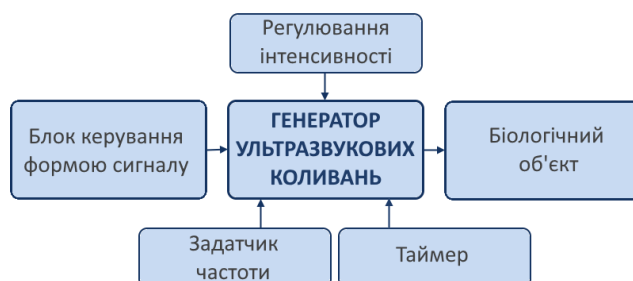 Регулювання
інтенсивності
Блок керування
формою сигналу
ГЕНЕРАТОР
УЛЬТРАЗВУКОВИХ
КОЛИВАНЬ
Біологічний
об'єкт
Задатчик
частоти
Таймер